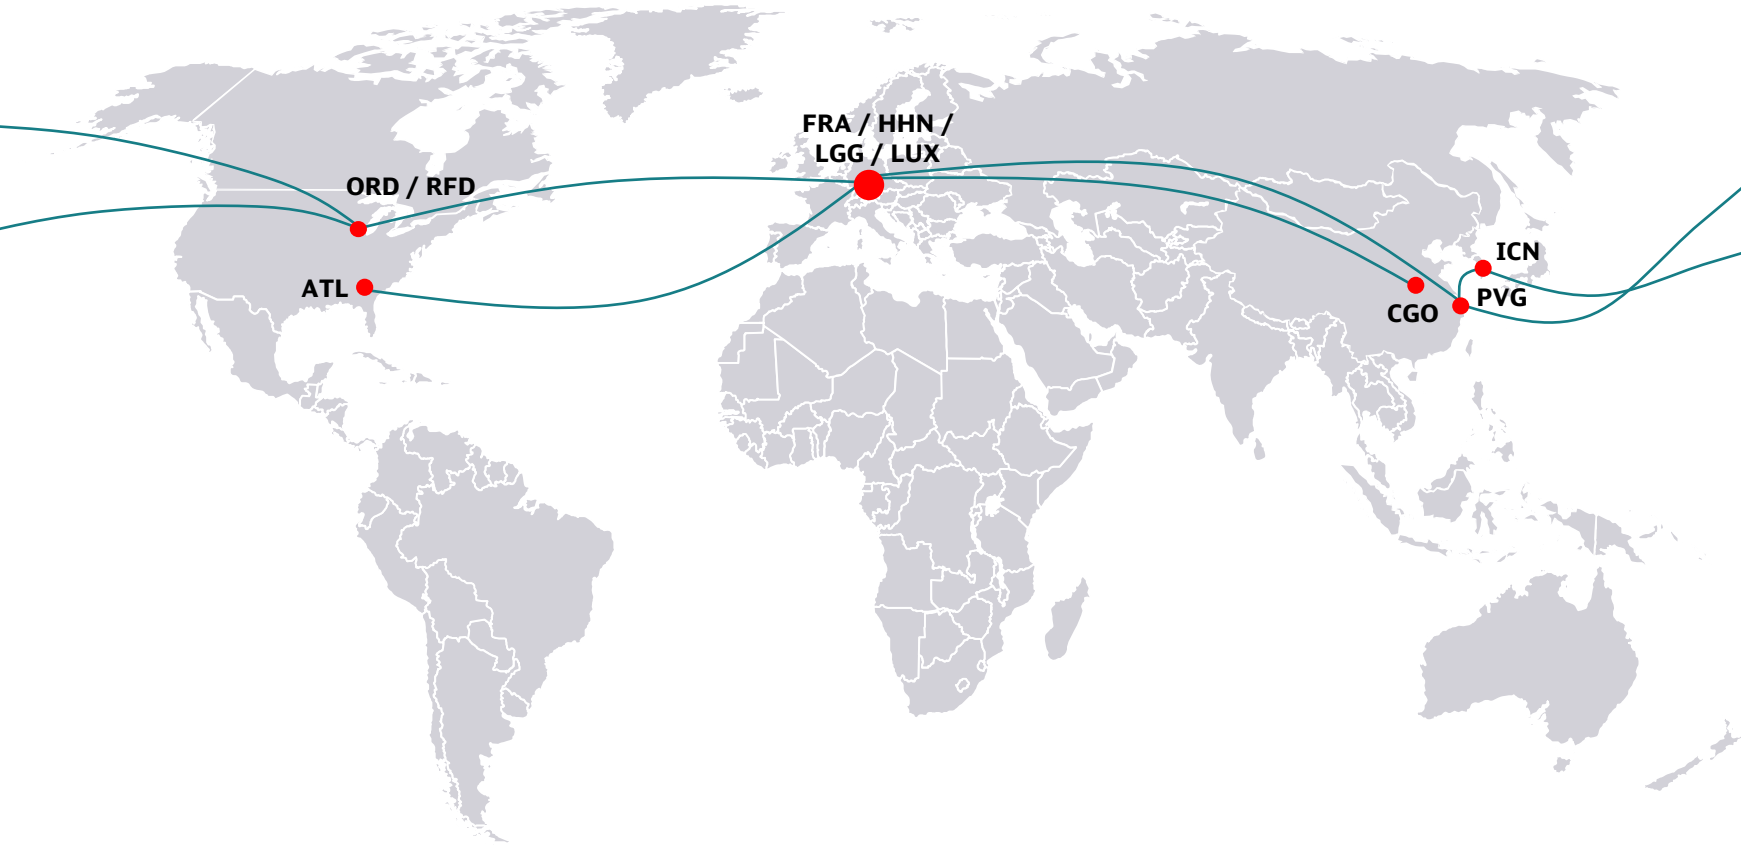 FRA / HHN /
LGG / LUX
ORD / RFD
ICN
ATL
PVG
CGO